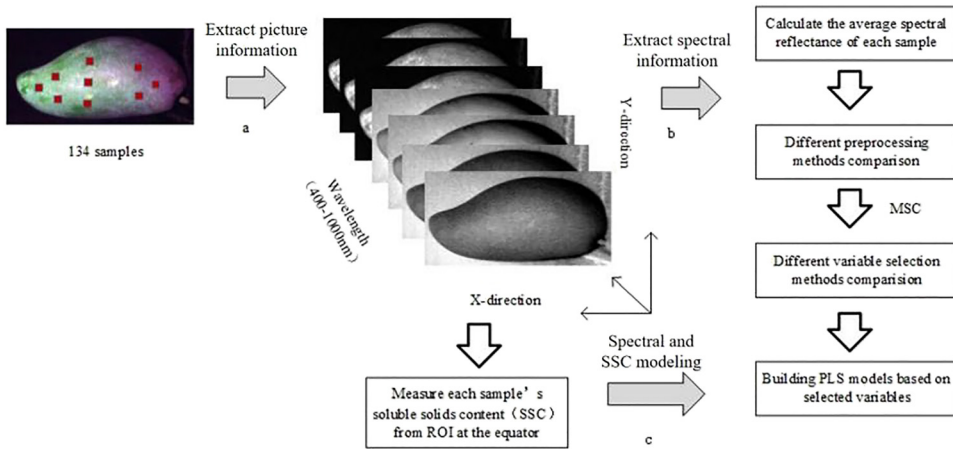 Extract picture
information
a
134 samples
Wavelength
(400-1000nm)
X-direction
Y-direction
Extract spectral
information
b
Calculate the average spectral
reflectance of each sample
Different preprocessing
methods comparison
MSC
Different variable selection
methods comparision
Building PLS models based on
selected variables
Measure each sample’s
soluble solids content (SSC)
from ROI at the equator
Spectral and
SSC modeling
c